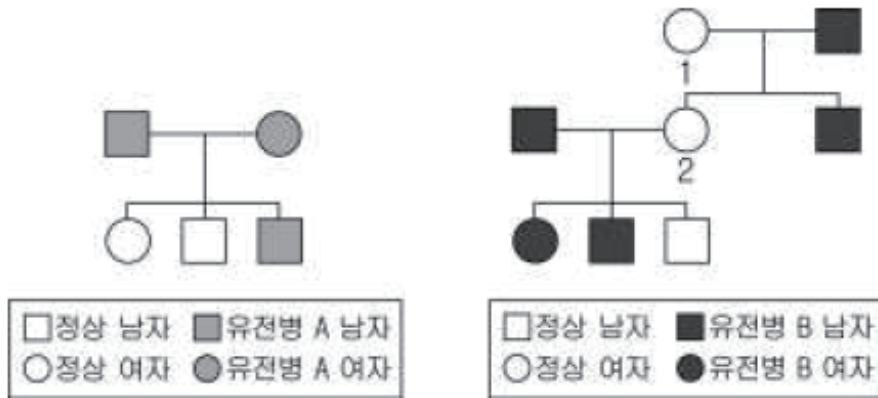 1
2
□정상 남자 ■유전병 A 남자
○정상 여자 ●유전병 A 여자
□정상 남자 ■유전병 B 남자
○정상 여자 ●유전병 B 여자